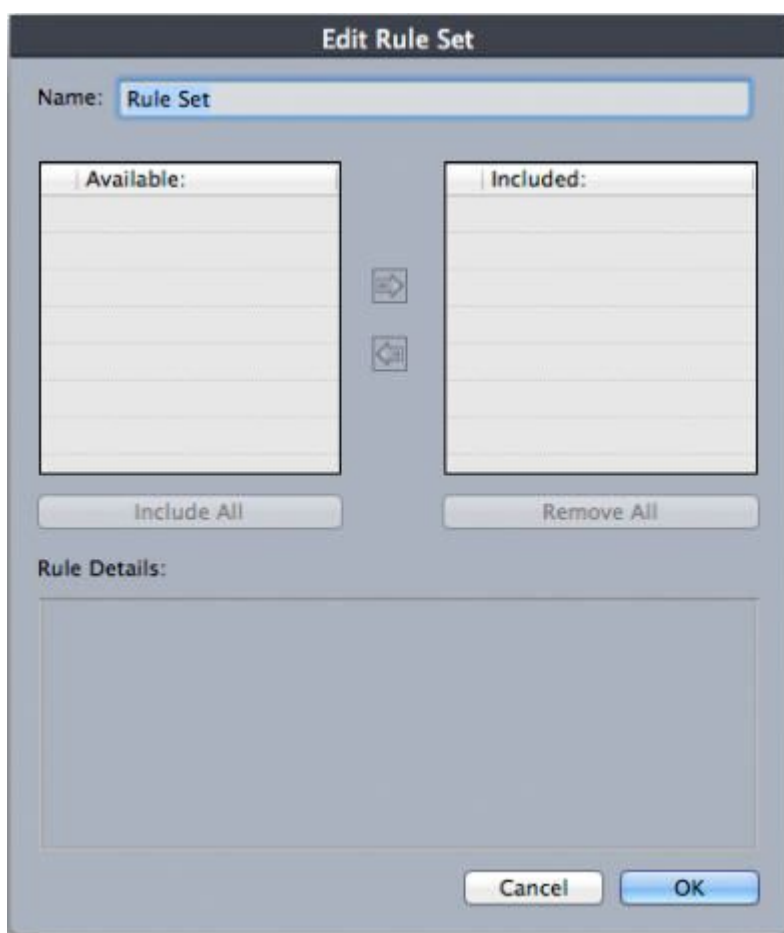 Edit Rule Set
Name: Rule Set
Available:
Included:
Include All
Remove All
Rule Details:
Cancel
OK